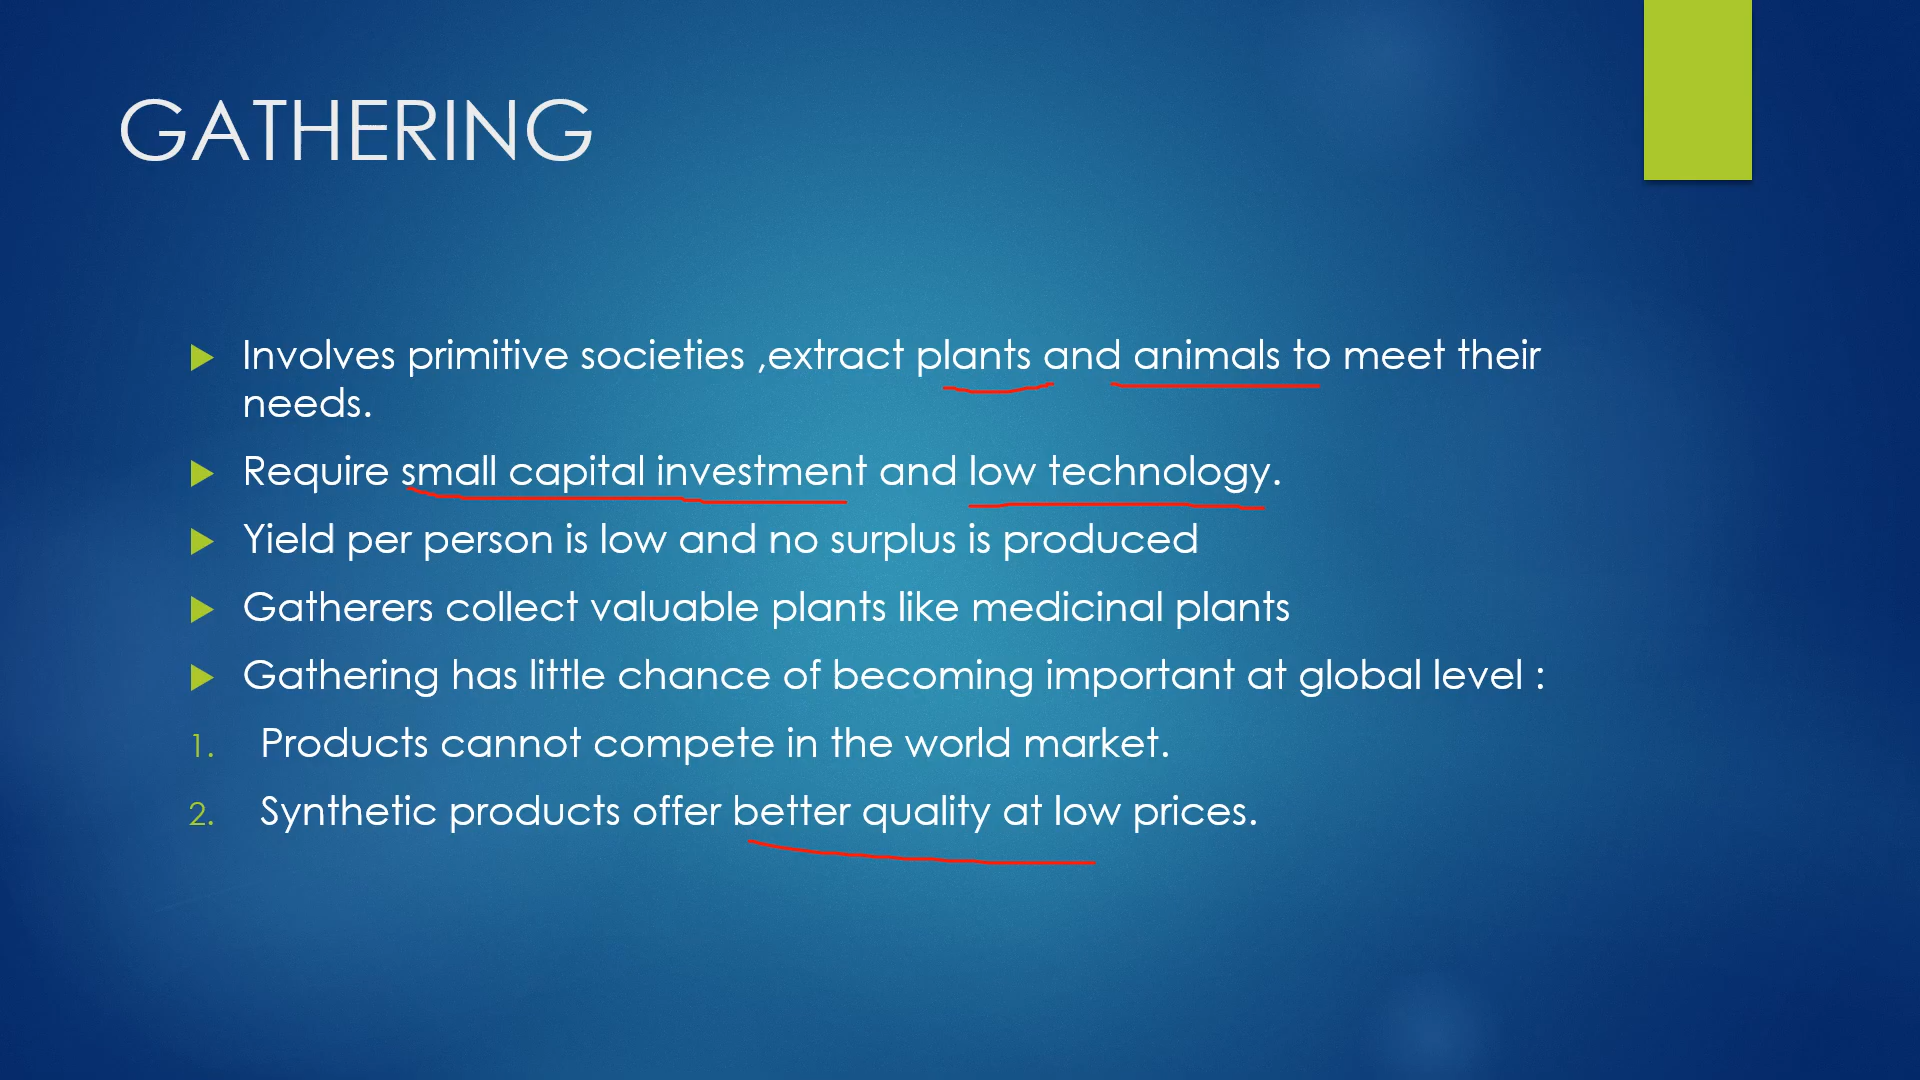 GATHERING
Involves primitive societies ,extract plants and animals to meet their
needs.
Require small capital investment and low technology.
Yield per person is low and no surplus is produced
Gatherers collect valuable plants like medicinal plants
Gathering has little chance of becoming important at global level :
1. Products cannot compete in the world market.
2. Synthetic products offer better quality at low prices.